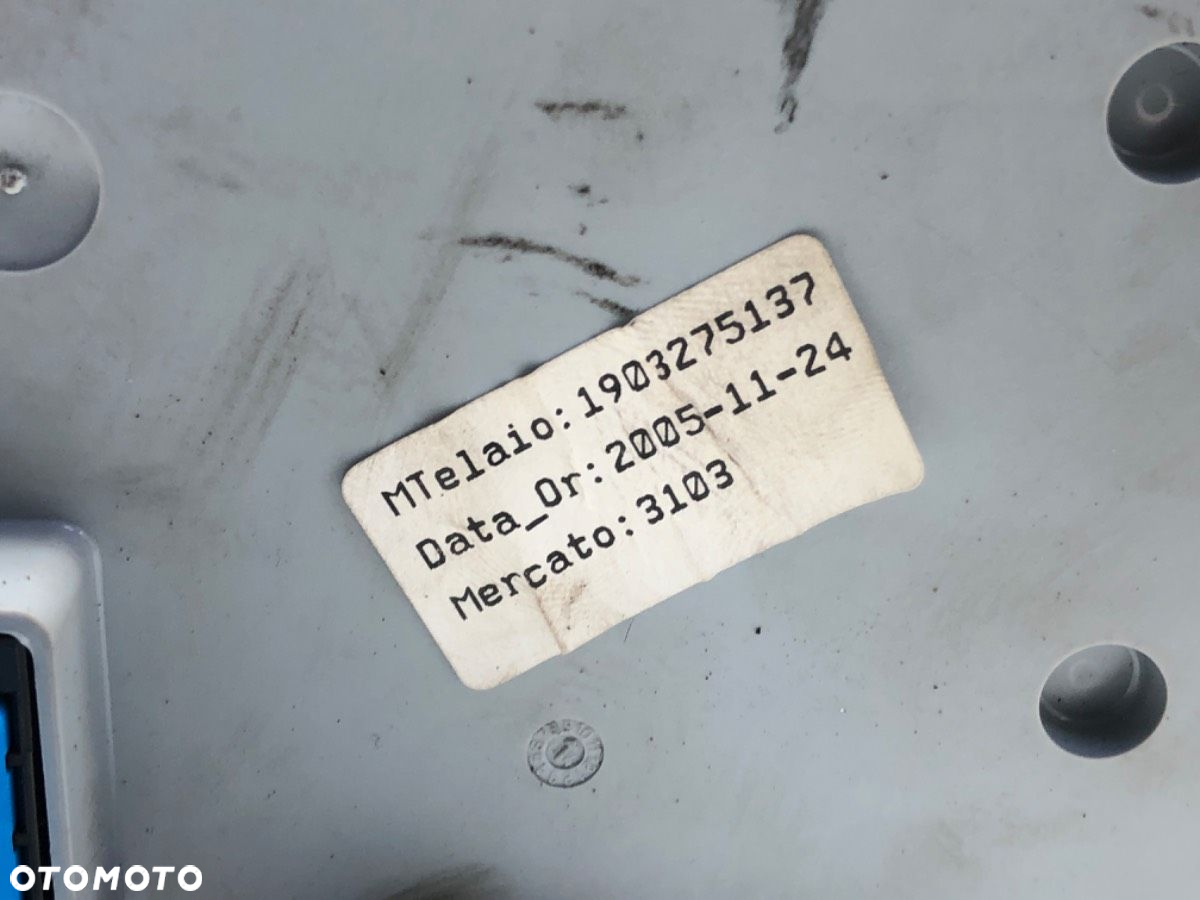 MTelaio:1903275137
Data_Or:2005-11-24
Mercato:3103
OTOMOTO